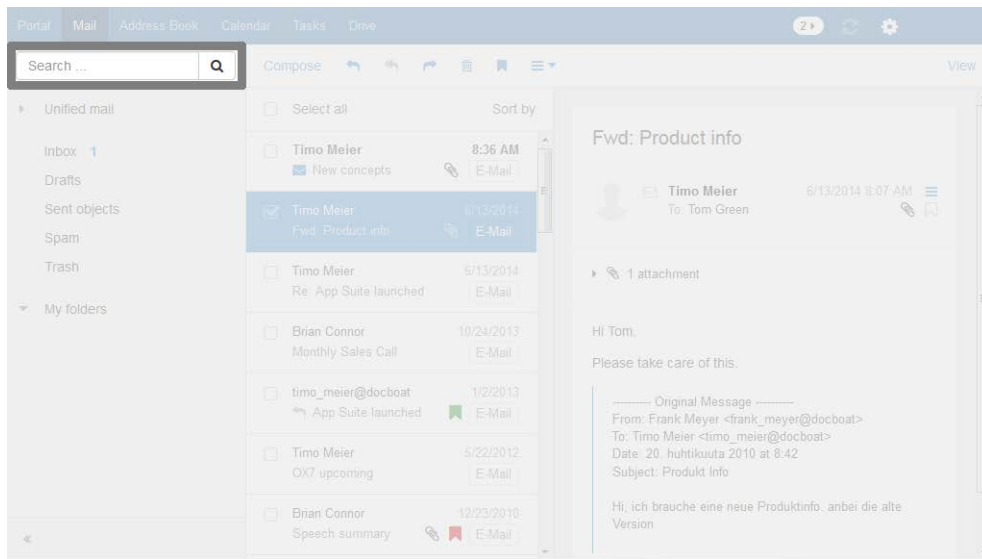 Portal Mail Address Book Calendar Tasks Drive 2
Search ...
Compose
View
Unified mail
Inbox 1
Drafts
Sent objects
Spam
Trash
My folders
Select all Sort by
Timo Meier 8:36 AM
New concepts E-Mail
Timo Meier 6/13/2014
Fwd: Product info E-Mail
Timo Meier 6/13/2014
Re: App Suite launched E-Mail
Brian Connor 10/24/2013
Monthly Sales Call E-Mail
timo_meier@docboat 1/2/2013
App Suite launched E-Mail
Timo Meier 5/22/2012
OX7 upcoming E-Mail
Brian Connor 12/23/2010
Speech summary E-Mail
Fwd: Product info
Timo Meier 6/13/2014 8:07 AM
To: Tom Green
1 attachment
Hi Tom,
Please take care of this.
---------- Original Message ----------
From: Frank Meyer <frank_meyer@docboat>
To: Timo Meier <timo_meier@docboat>
Date: 20. huhtikuuta 2010 at 8:42
Subject: Produkt Info
Hi, ich brauche eine neue Produktinfo, anbei die alte
Version